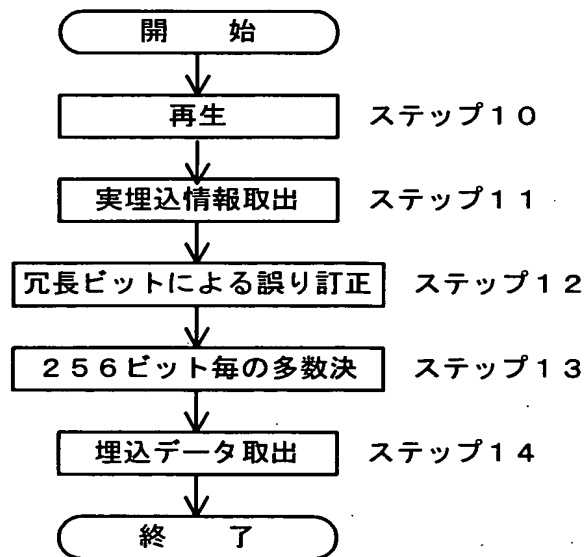 開　　始
再生　ステップ１０
実埋込情報取出　ステップ１１
冗長ビットによる誤り訂正　ステップ１２
２５６ビット毎の多数決　ステップ１３
埋込データ取出　ステップ１４
終　　了